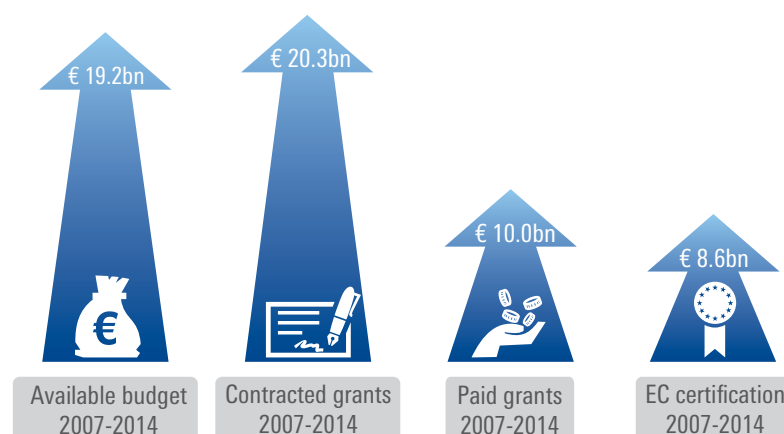 € 19.2bn
€ 20.3bn
€ 10.0bn
€ 8.6bn
€
Available budget
2007-2014
Contracted grants
2007-2014
Paid grants
2007-2014
EC certification
2007-2014